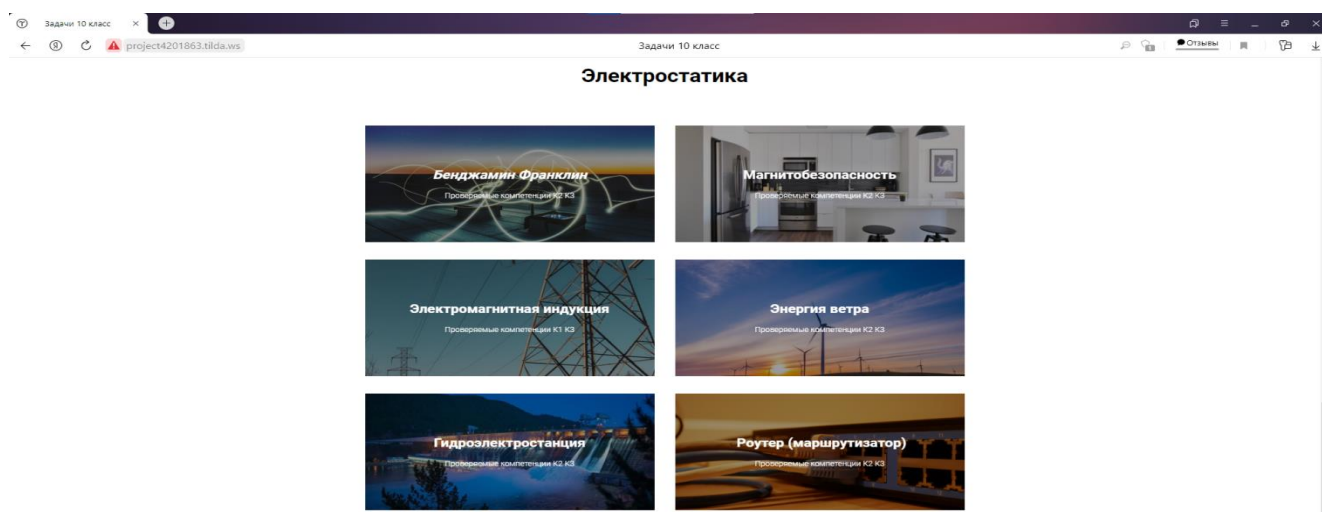 Задачи 10 класс
project4201863.tilda.ws
Задачи 10 класс
Отзывы
Электростатика
Бенджамин Франклин
Проверяемые компетенции К2 К3
Магнитобезопасность
Проверяемые компетенции К2 К3
Электромагнитная индукция
Проверяемые компетенции К1 К3
Энергия ветра
Проверяемые компетенции К2 К3
Гидроэлектростанция
Проверяемые компетенции К2 К3
Роутер (маршрутизатор)
Проверяемые компетенции К2 К3